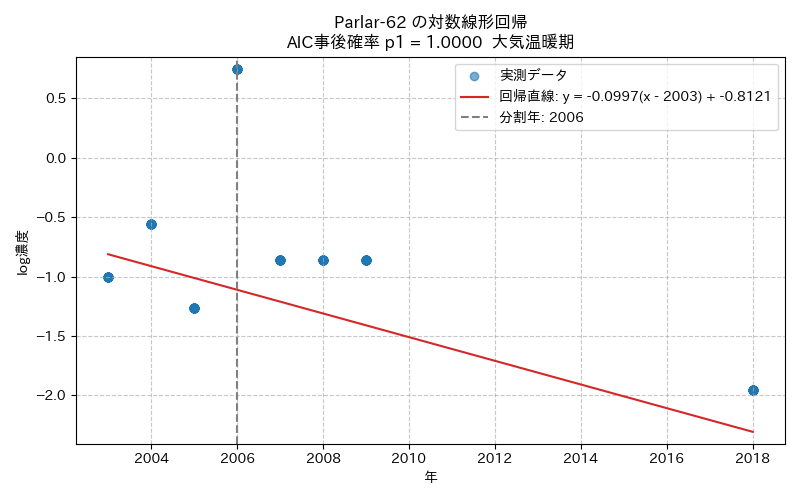 Parlar-62 の対数線形回帰
AIC事後確率 p1 = 1.0000  大気温暖期
実測データ
回帰直線: y = -0.0997(x - 2003) + -0.8121
分割年: 2006
log濃度
0.5
0.0
−0.5
−1.0
−1.5
−2.0
2004 2006 2008 2010 2012 2014 2016 2018
年